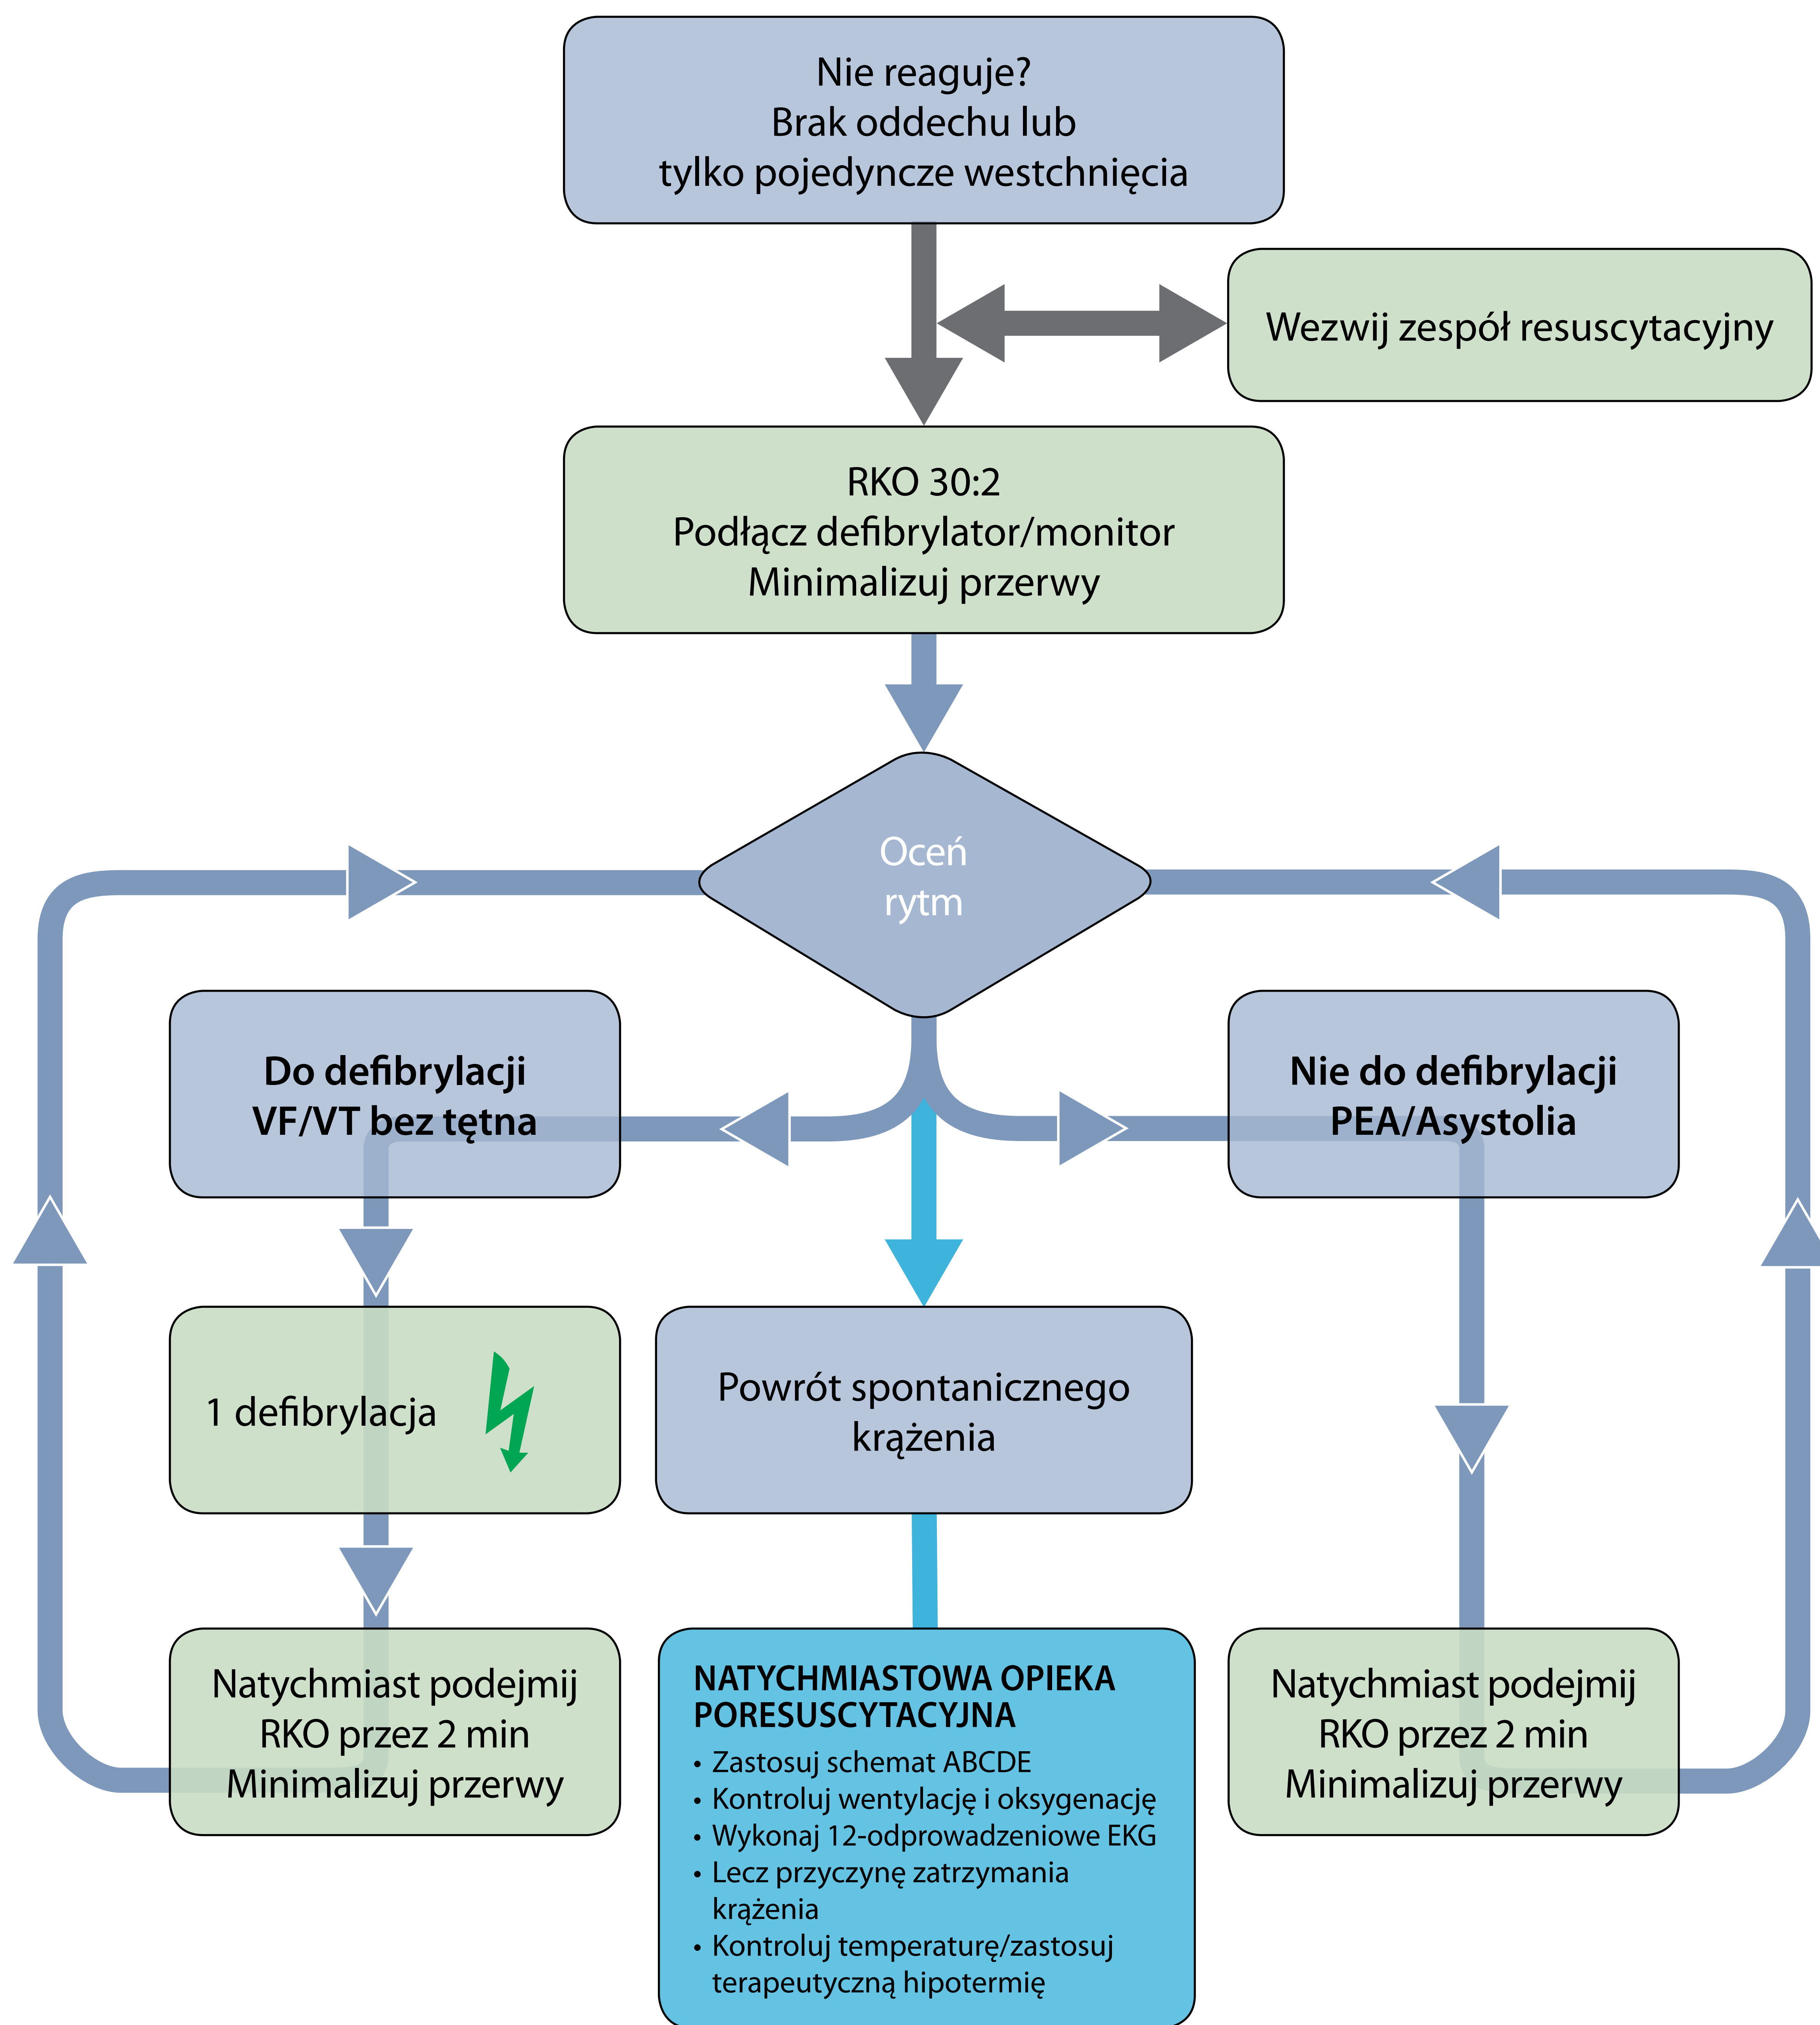 Nie reaguje?
Brak oddechu lub
tylko pojedyncze westchnięcia
Wezwij zespół resuscytacyjny
RKO 30:2
Podłącz defibrylator/monitor
Minimalizuj przerwy
Oceń
rytm
Do defibrylacji
VF/VT bez tętna
Nie do defibrylacji
PEA/Asystolia
1 defibrylacja
Powrót spontanicznego
krążenia
Natychmiast podejmij
RKO przez 2 min
Minimalizuj przerwy
NATYCHMIASTOWA OPIEKA
PORESUSCYTACYJNA
• Zastosuj schemat ABCDE
• Kontroluj wentylację i oksygenację
• Wykonaj 12-odprowadzeniowe EKG
• Lecz przyczynę zatrzymania
krążenia
• Kontroluj temperaturę/zastosuj
terapeutyczną hipotermię
Natychmiast podejmij
RKO przez 2 min
Minimalizuj przerwy